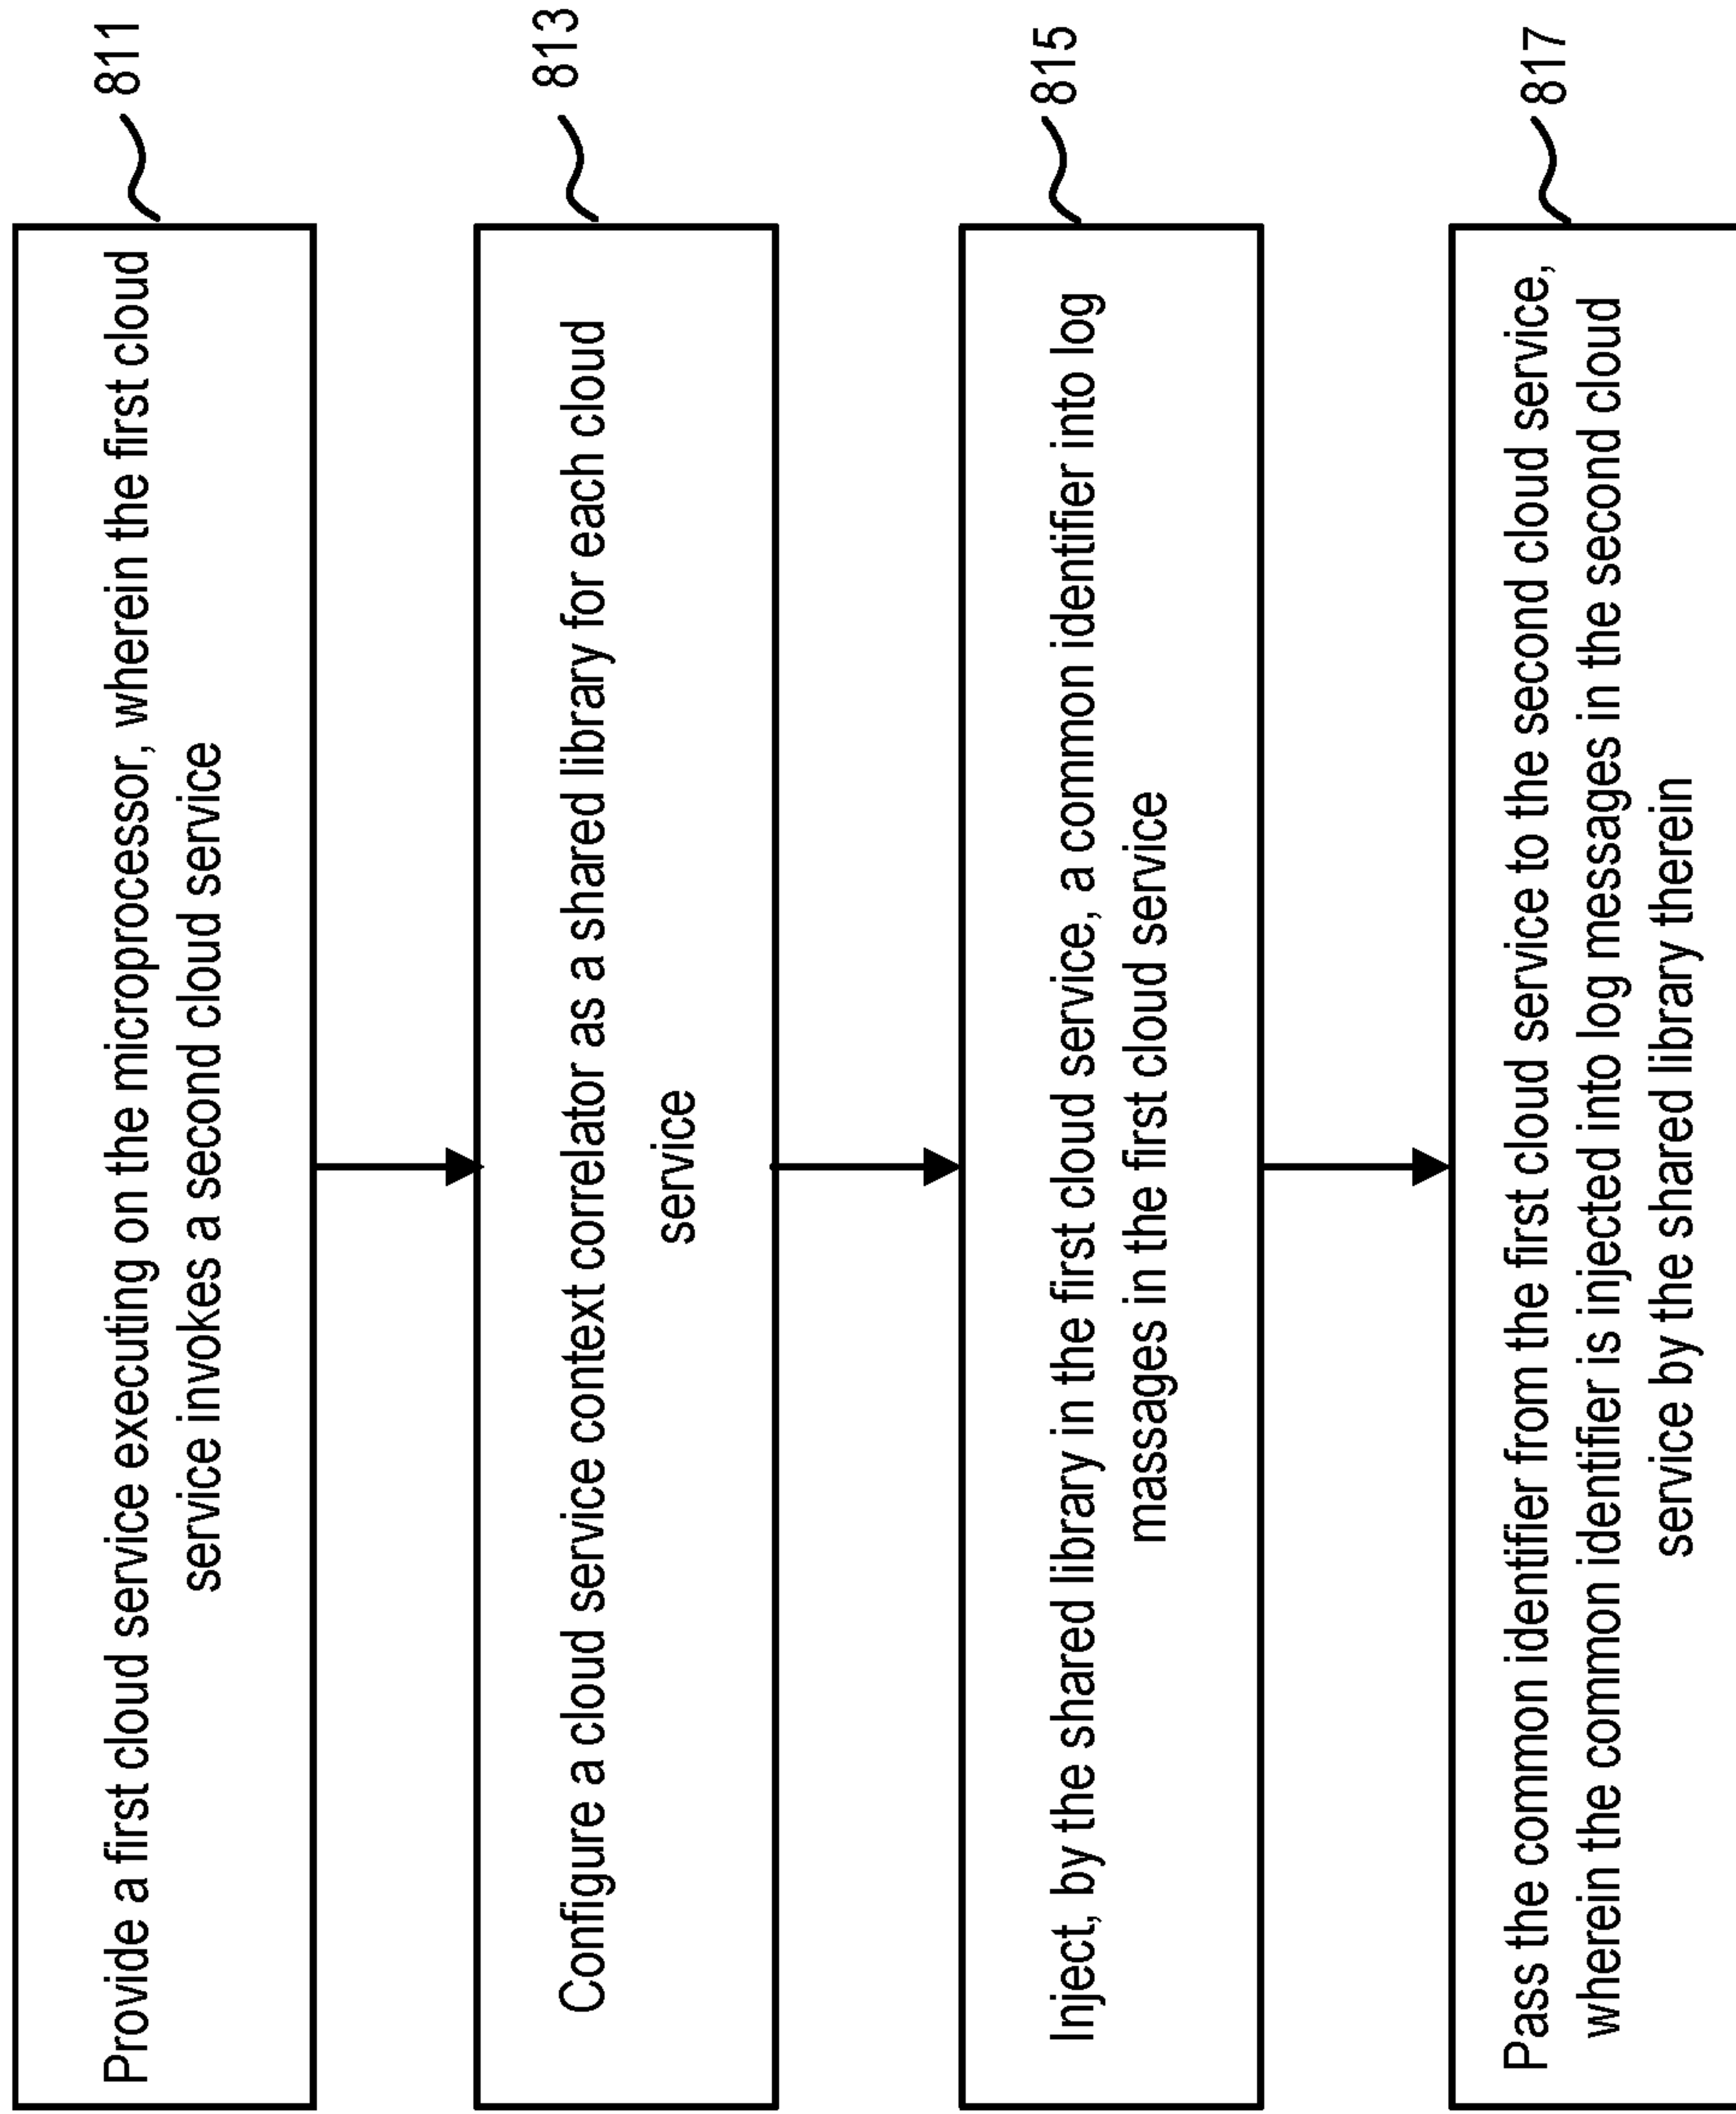 811
Provide a first cloud service executing on the microprocessor, wherein the first cloud
service invokes a second cloud service
813
Configure a cloud service context correlator as a shared library for each cloud
service
815
Inject, by the shared library in the first cloud service, a common identifier into log
massages in the first cloud service
817
Pass the common identifier from the first cloud service to the second cloud service,
wherein the common identifier is injected into log messages in the second cloud
service by the shared library therein